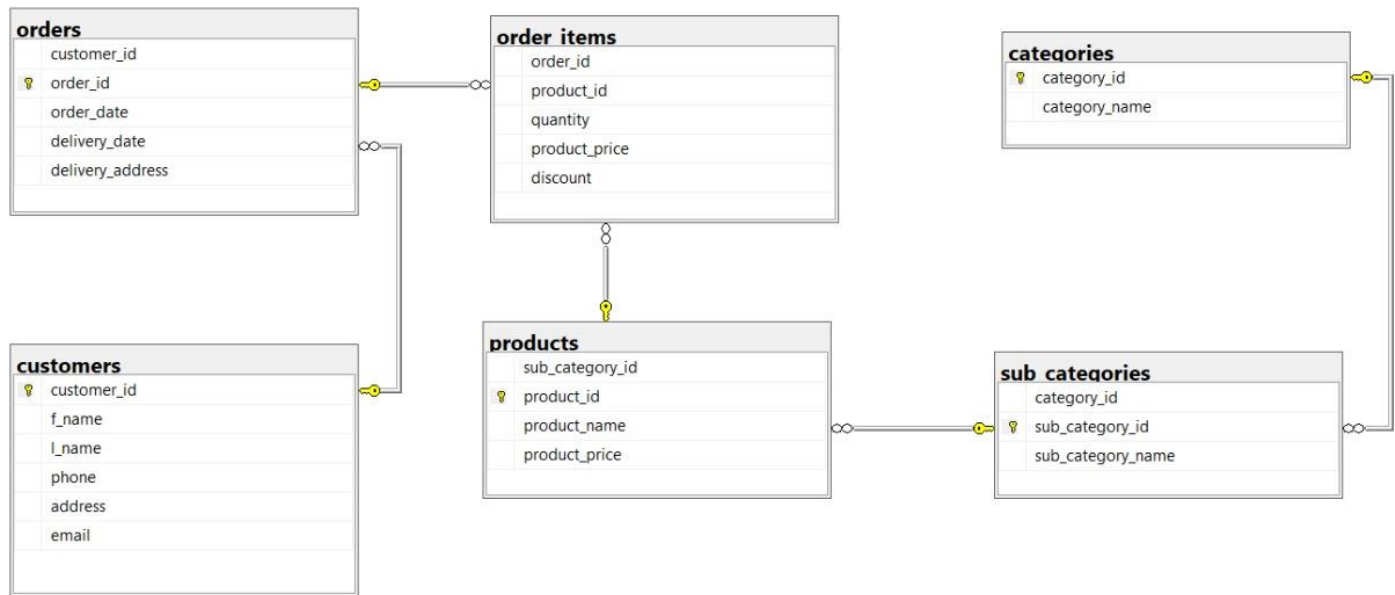 orders
customer_id
order_id
order_date
delivery_date
delivery_address
order_items
order_id
product_id
quantity
product_price
discount
categories
category_id
category_name
customers
customer_id
f_name
l_name
phone
address
email
products
sub_category_id
product_id
product_name
product_price
sub_categories
category_id
sub_category_id
sub_category_name